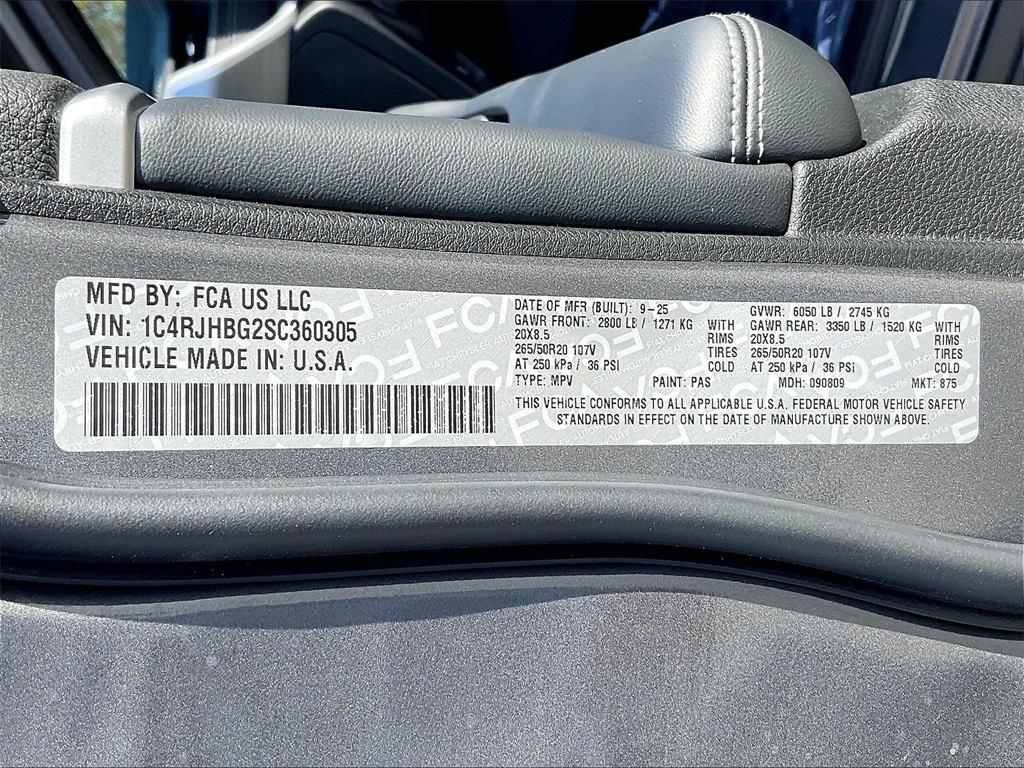 MFD BY: FCA US LLC
VIN: 1C4RJHBG2SC360305
VEHICLE MADE IN: U.S.A.
DATE OF MFR (BUILT): 9-25
GAWR FRONT: 2800 LB / 1271 KG WITH
20X8.5 RIMS
265/50R20 107V TIRES
AT 250 kPa / 36 PSI COLD
TYPE: MPV PAINT: PAS
GVWR: 6050 LB / 2745 KG
GAWR REAR: 3350 LB / 1520 KG WITH
20X8.5 RIMS
265/50R20 107V TIRES
AT 250 kPa / 36 PSI COLD
MDH: 090809 MKT: 875
THIS VEHICLE CONFORMS TO ALL APPLICABLE U.S.A. FEDERAL MOTOR VEHICLE SAFETY
STANDARDS IN EFFECT ON THE DATE OF MANUFACTURE SHOWN ABOVE.